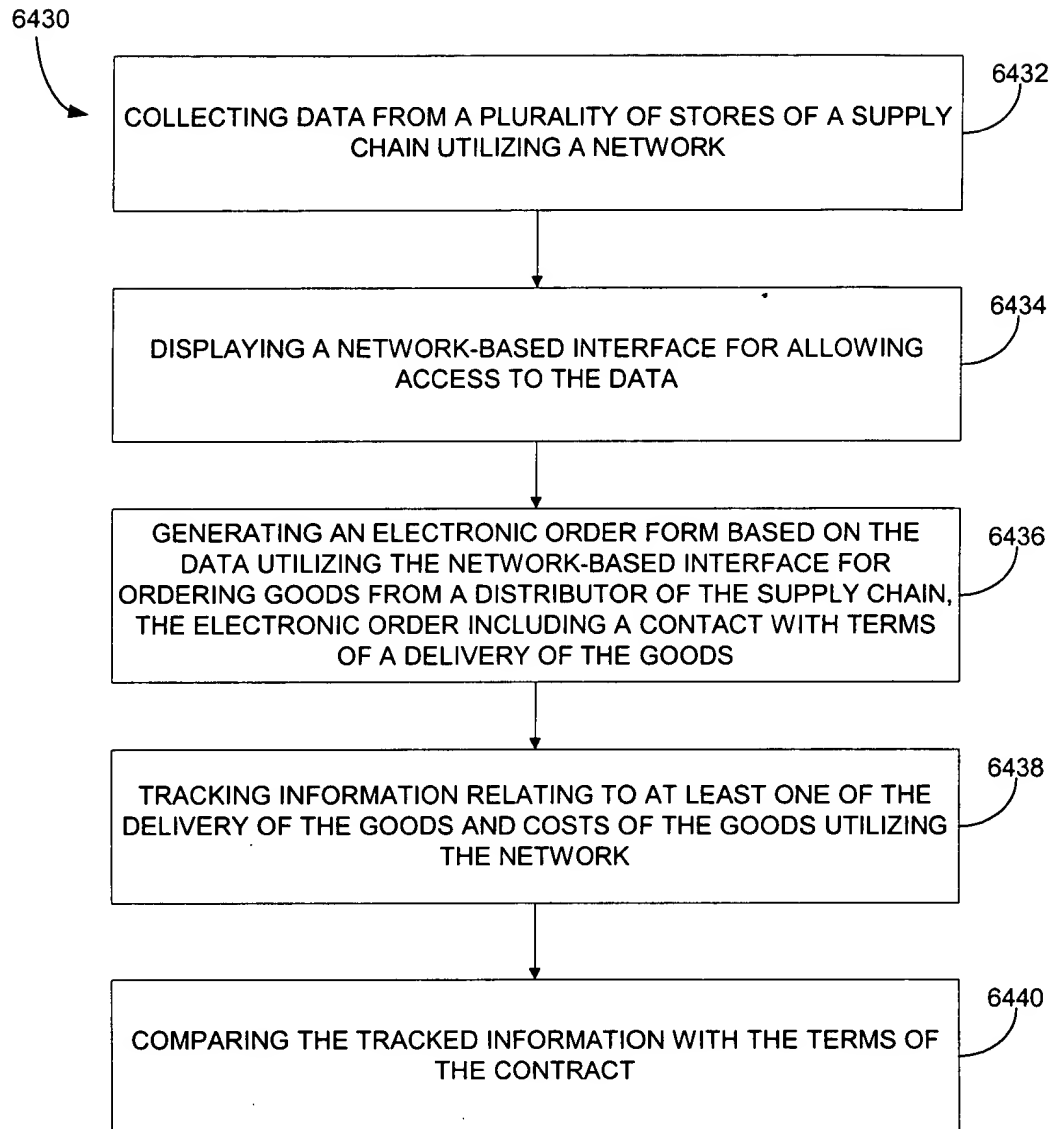 6430
6432
COLLECTING DATA FROM A PLURALITY OF STORES OF A SUPPLY
CHAIN UTILIZING A NETWORK
6434
DISPLAYING A NETWORK-BASED INTERFACE FOR ALLOWING
ACCESS TO THE DATA
6436
GENERATING AN ELECTRONIC ORDER FORM BASED ON THE
DATA UTILIZING THE NETWORK-BASED INTERFACE FOR
ORDERING GOODS FROM A DISTRIBUTOR OF THE SUPPLY CHAIN,
THE ELECTRONIC ORDER INCLUDING A CONTACT WITH TERMS
OF A DELIVERY OF THE GOODS
6438
TRACKING INFORMATION RELATING TO AT LEAST ONE OF THE
DELIVERY OF THE GOODS AND COSTS OF THE GOODS UTILIZING
THE NETWORK
6440
COMPARING THE TRACKED INFORMATION WITH THE TERMS OF
THE CONTRACT